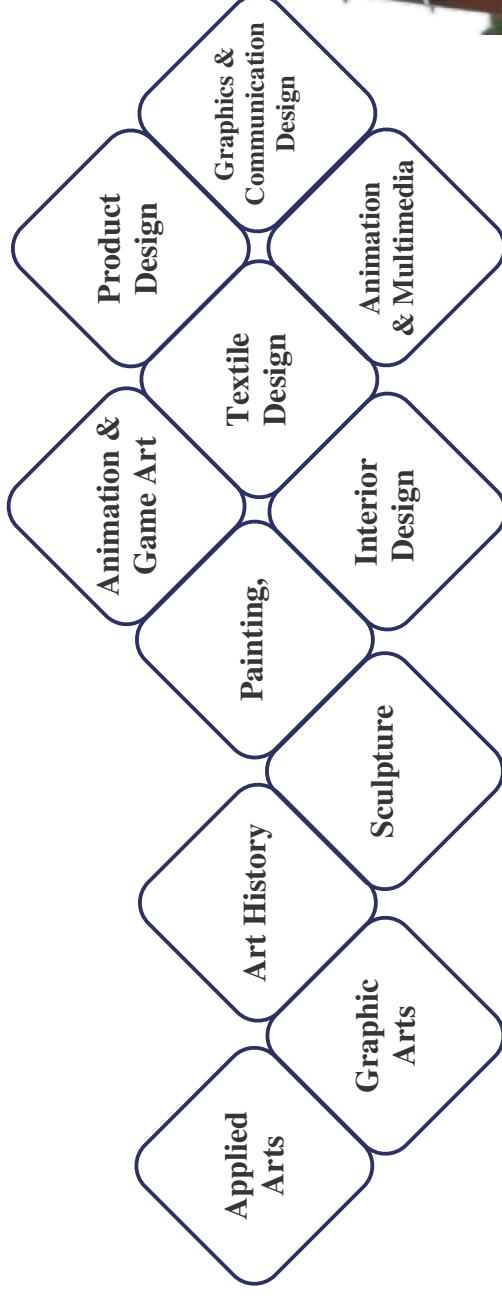 Animation &
Game Art
Product
Design
Applied
Arts
Art History
Painting,
Textile
Design
Graphics &
Communication
Design
Graphic
Arts
Sculpture
Interior
Design
Animation
& Multimedia